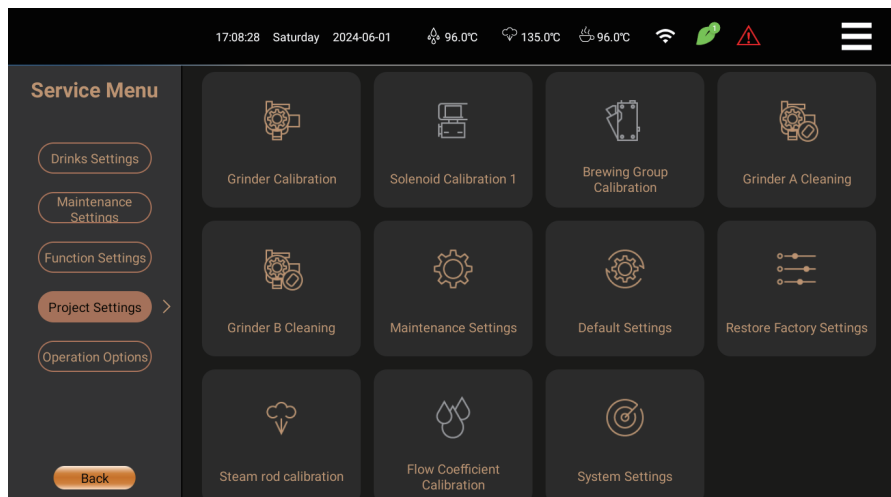 17:08:28 Saturday 2024-06-01 96.0℃ 135.0℃ 96.0℃ 1
Service Menu
Drinks Settings
Maintenance
Settings
Function Settings
Project Settings
Operation Options
Back
Grinder Calibration
Solenoid Calibration 1
Brewing Group
Calibration
Grinder A Cleaning
Grinder B Cleaning
Maintenance Settings
Default Settings
Restore Factory Settings
Steam rod calibration
Flow Coefficient
Calibration
System Settings